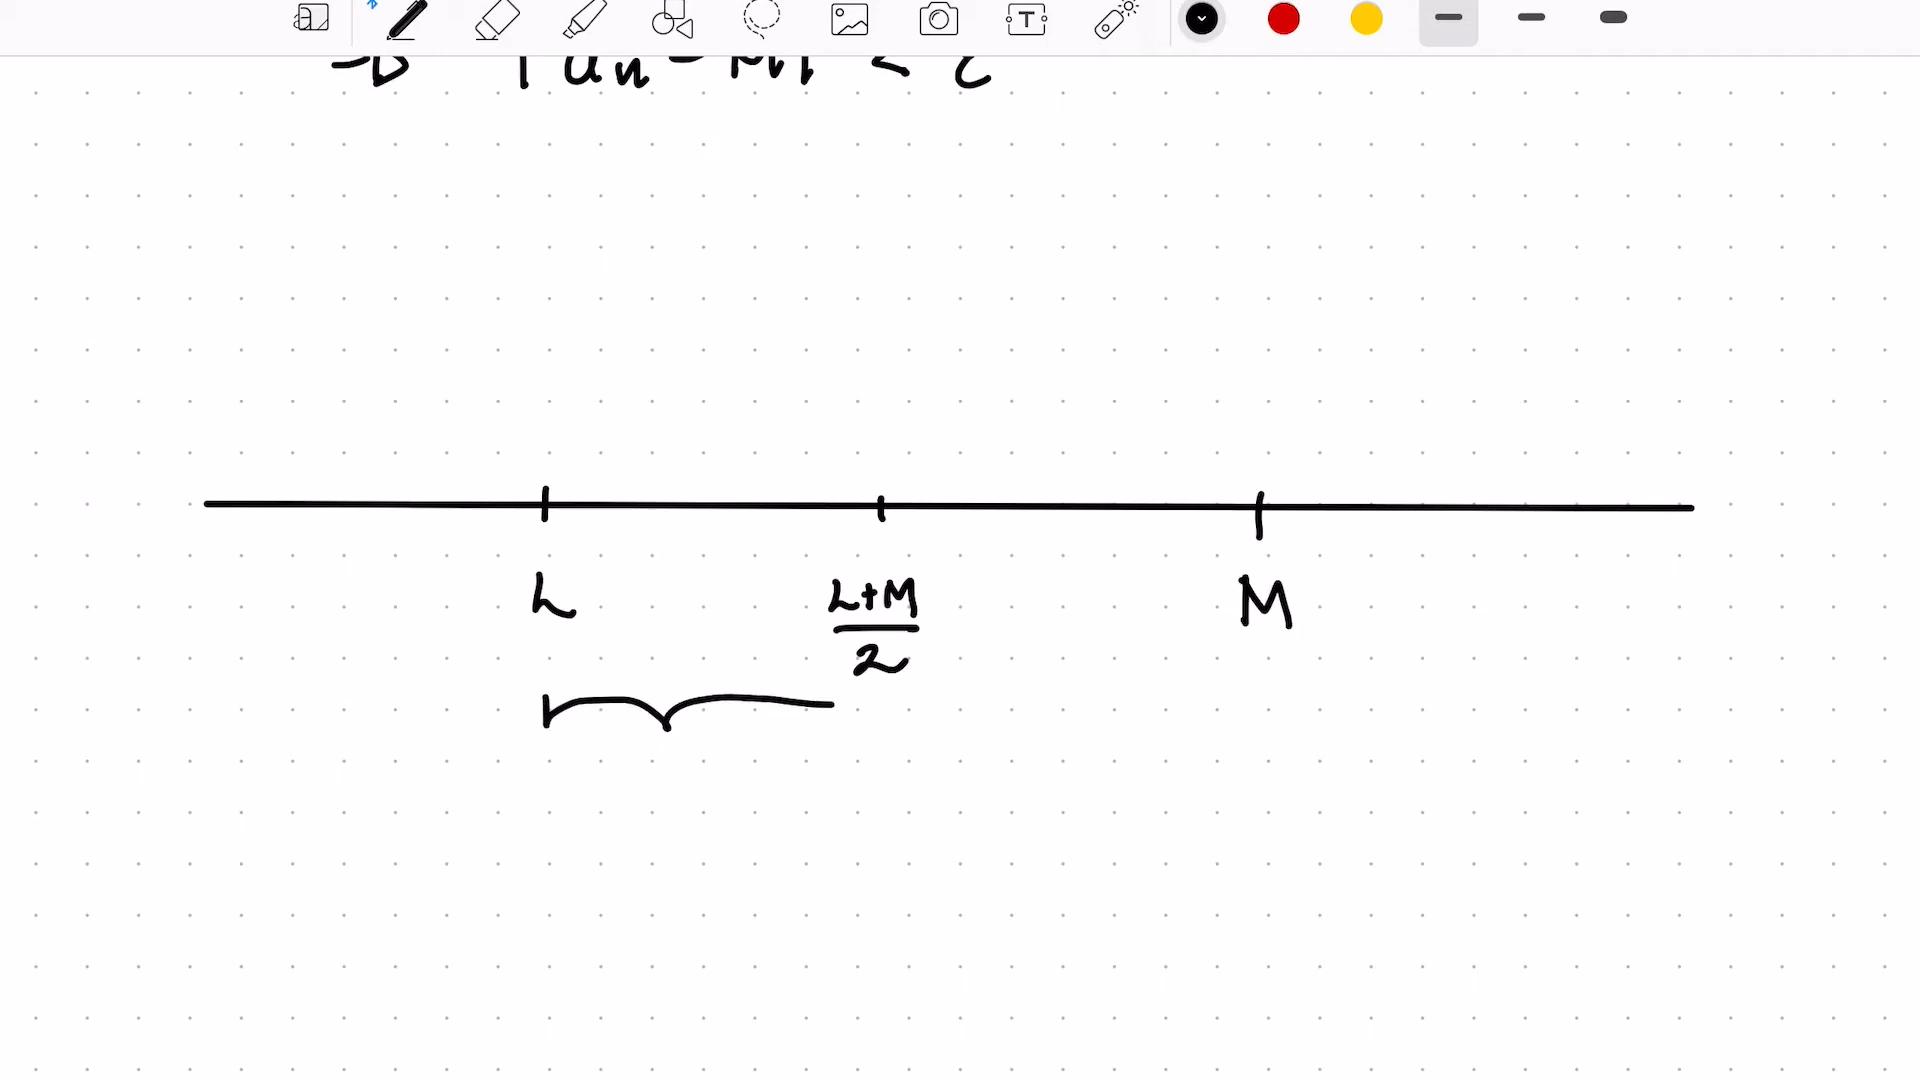 → |an - M| < ε
L L+M/2 M